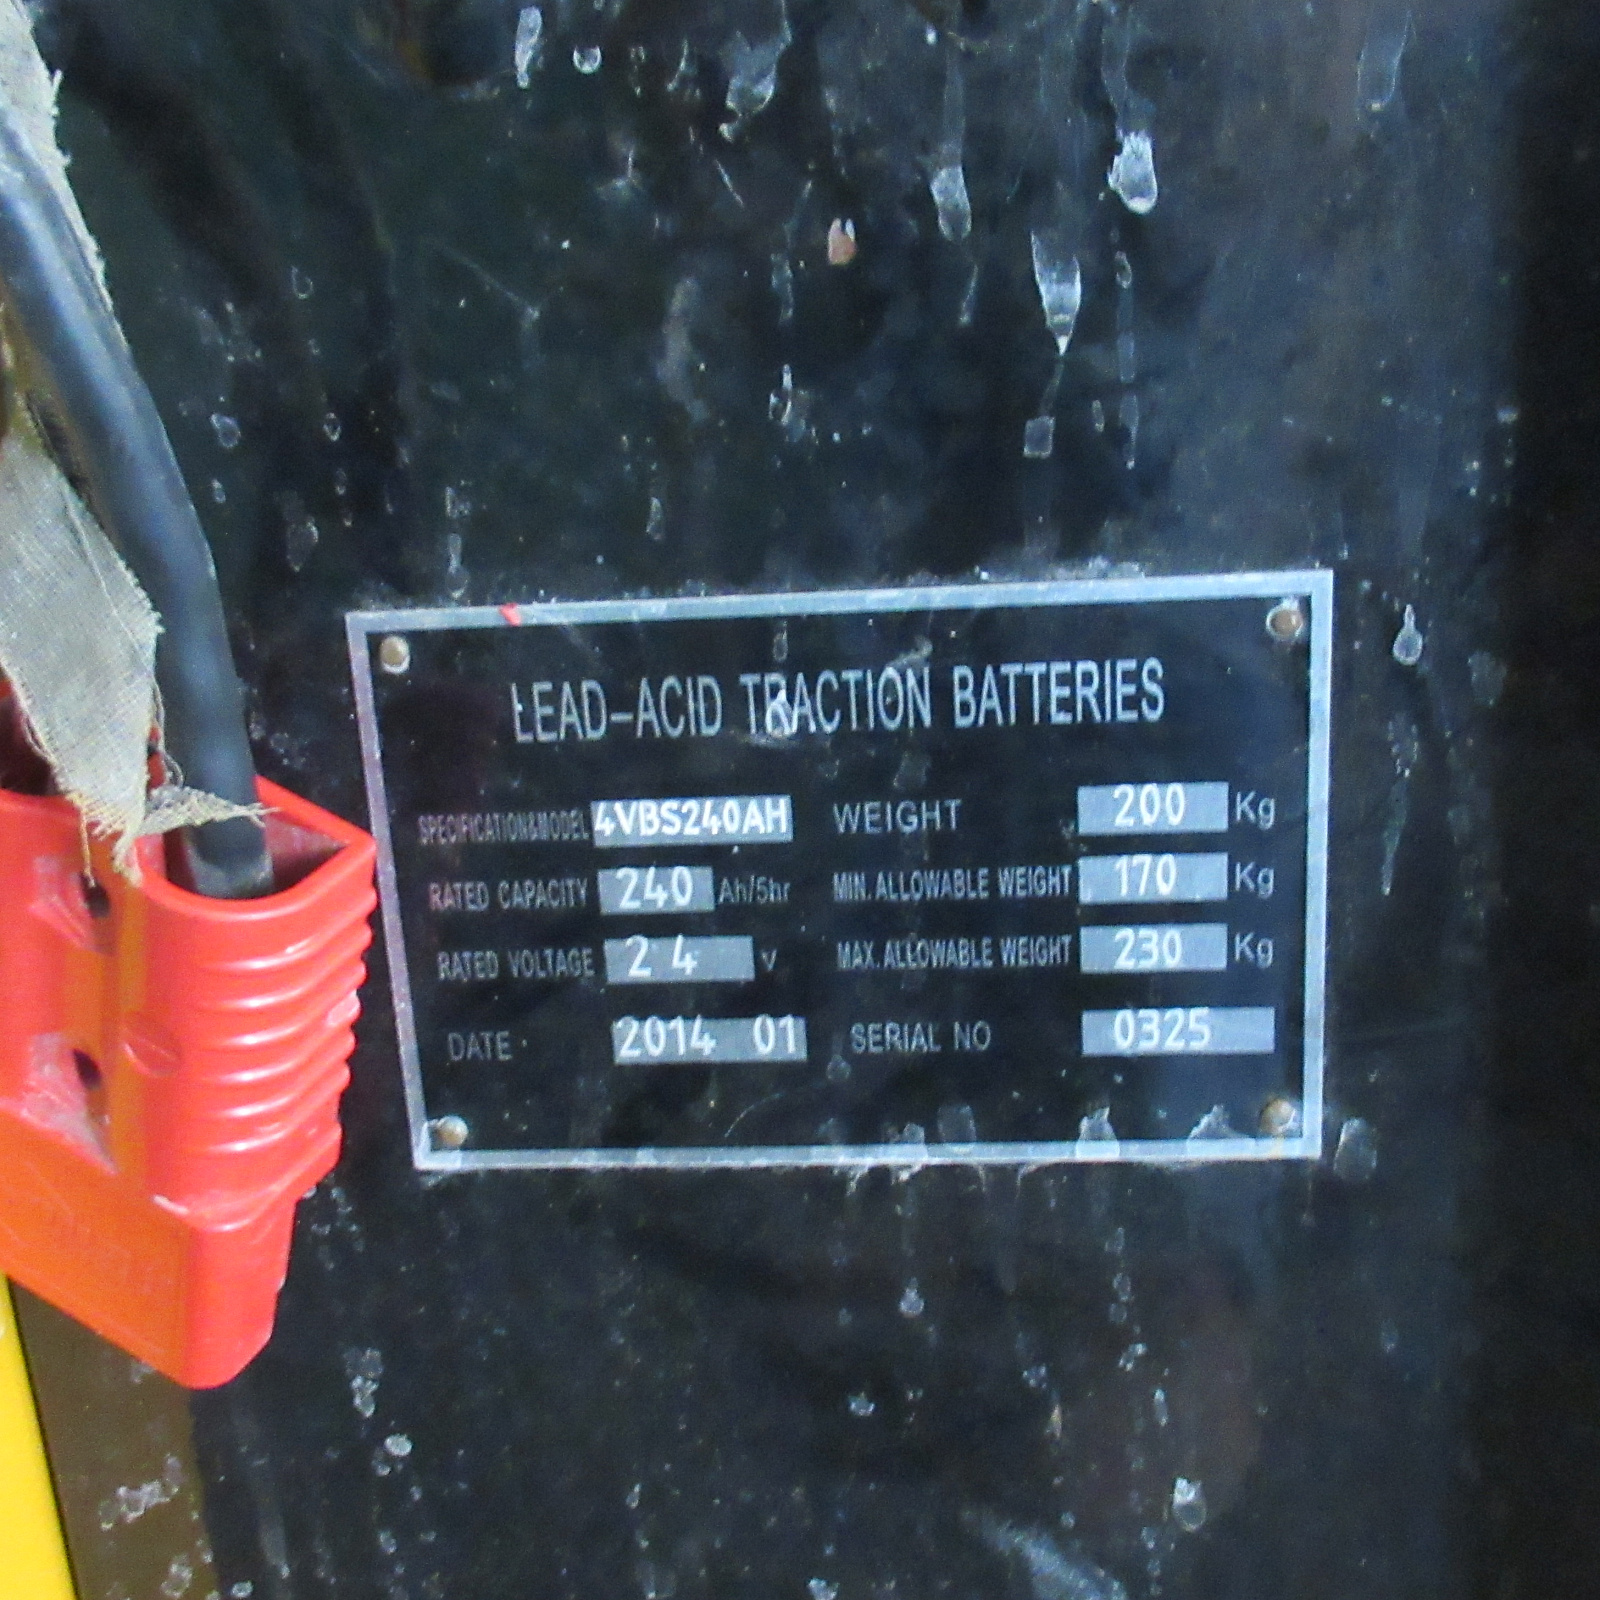 LEAD-ACID TRACTION BATTERIES
SPECIFICATION&MODEL 4VBS240AH WEIGHT 200 Kg
RATED CAPACITY 240 Ah/5hr MIN. ALLOWABLE WEIGHT 170 Kg
RATED VOLTAGE 24 V MAX. ALLOWABLE WEIGHT 230 Kg
DATE 2014 01 SERIAL NO 0325